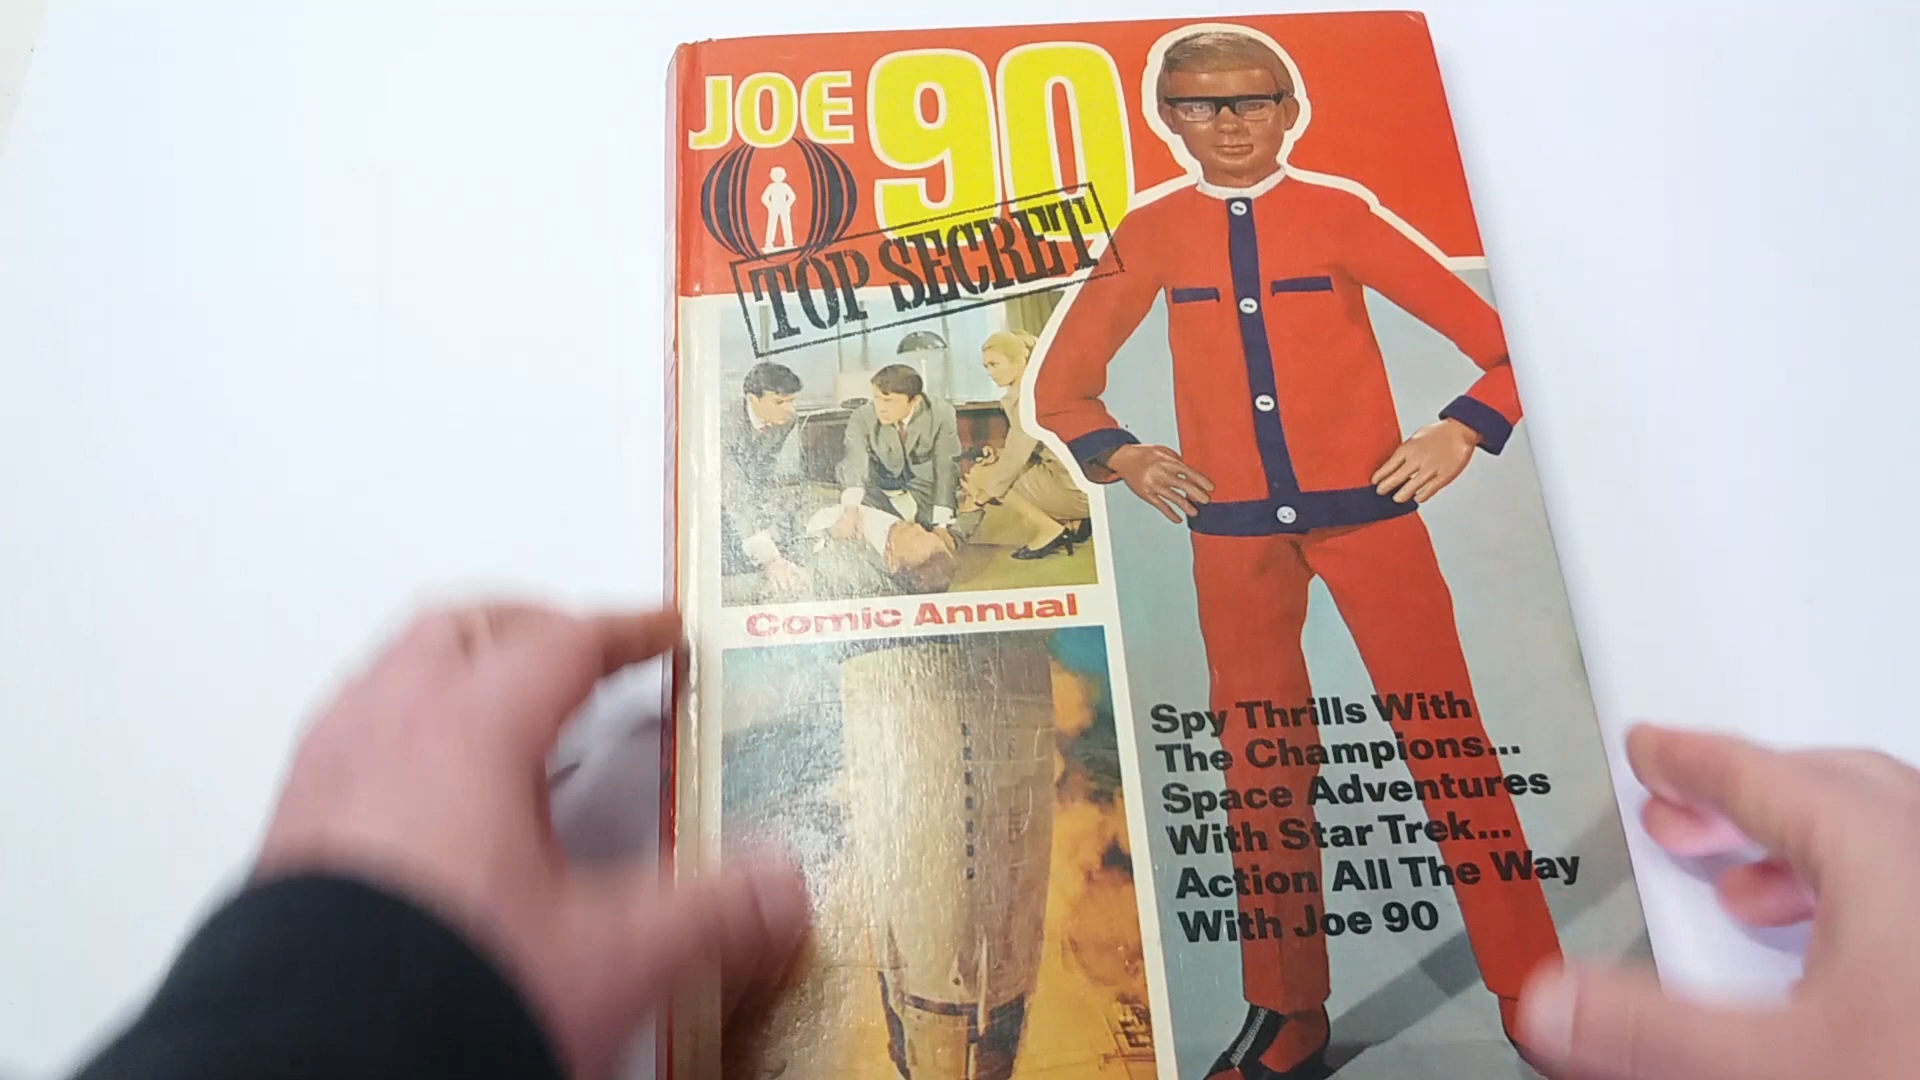 JOE 90
TOP SECRET
Comic Annual
Spy Thrills With
The Champions...
Space Adventures
With Star Trek...
Action All The Way
With Joe 90